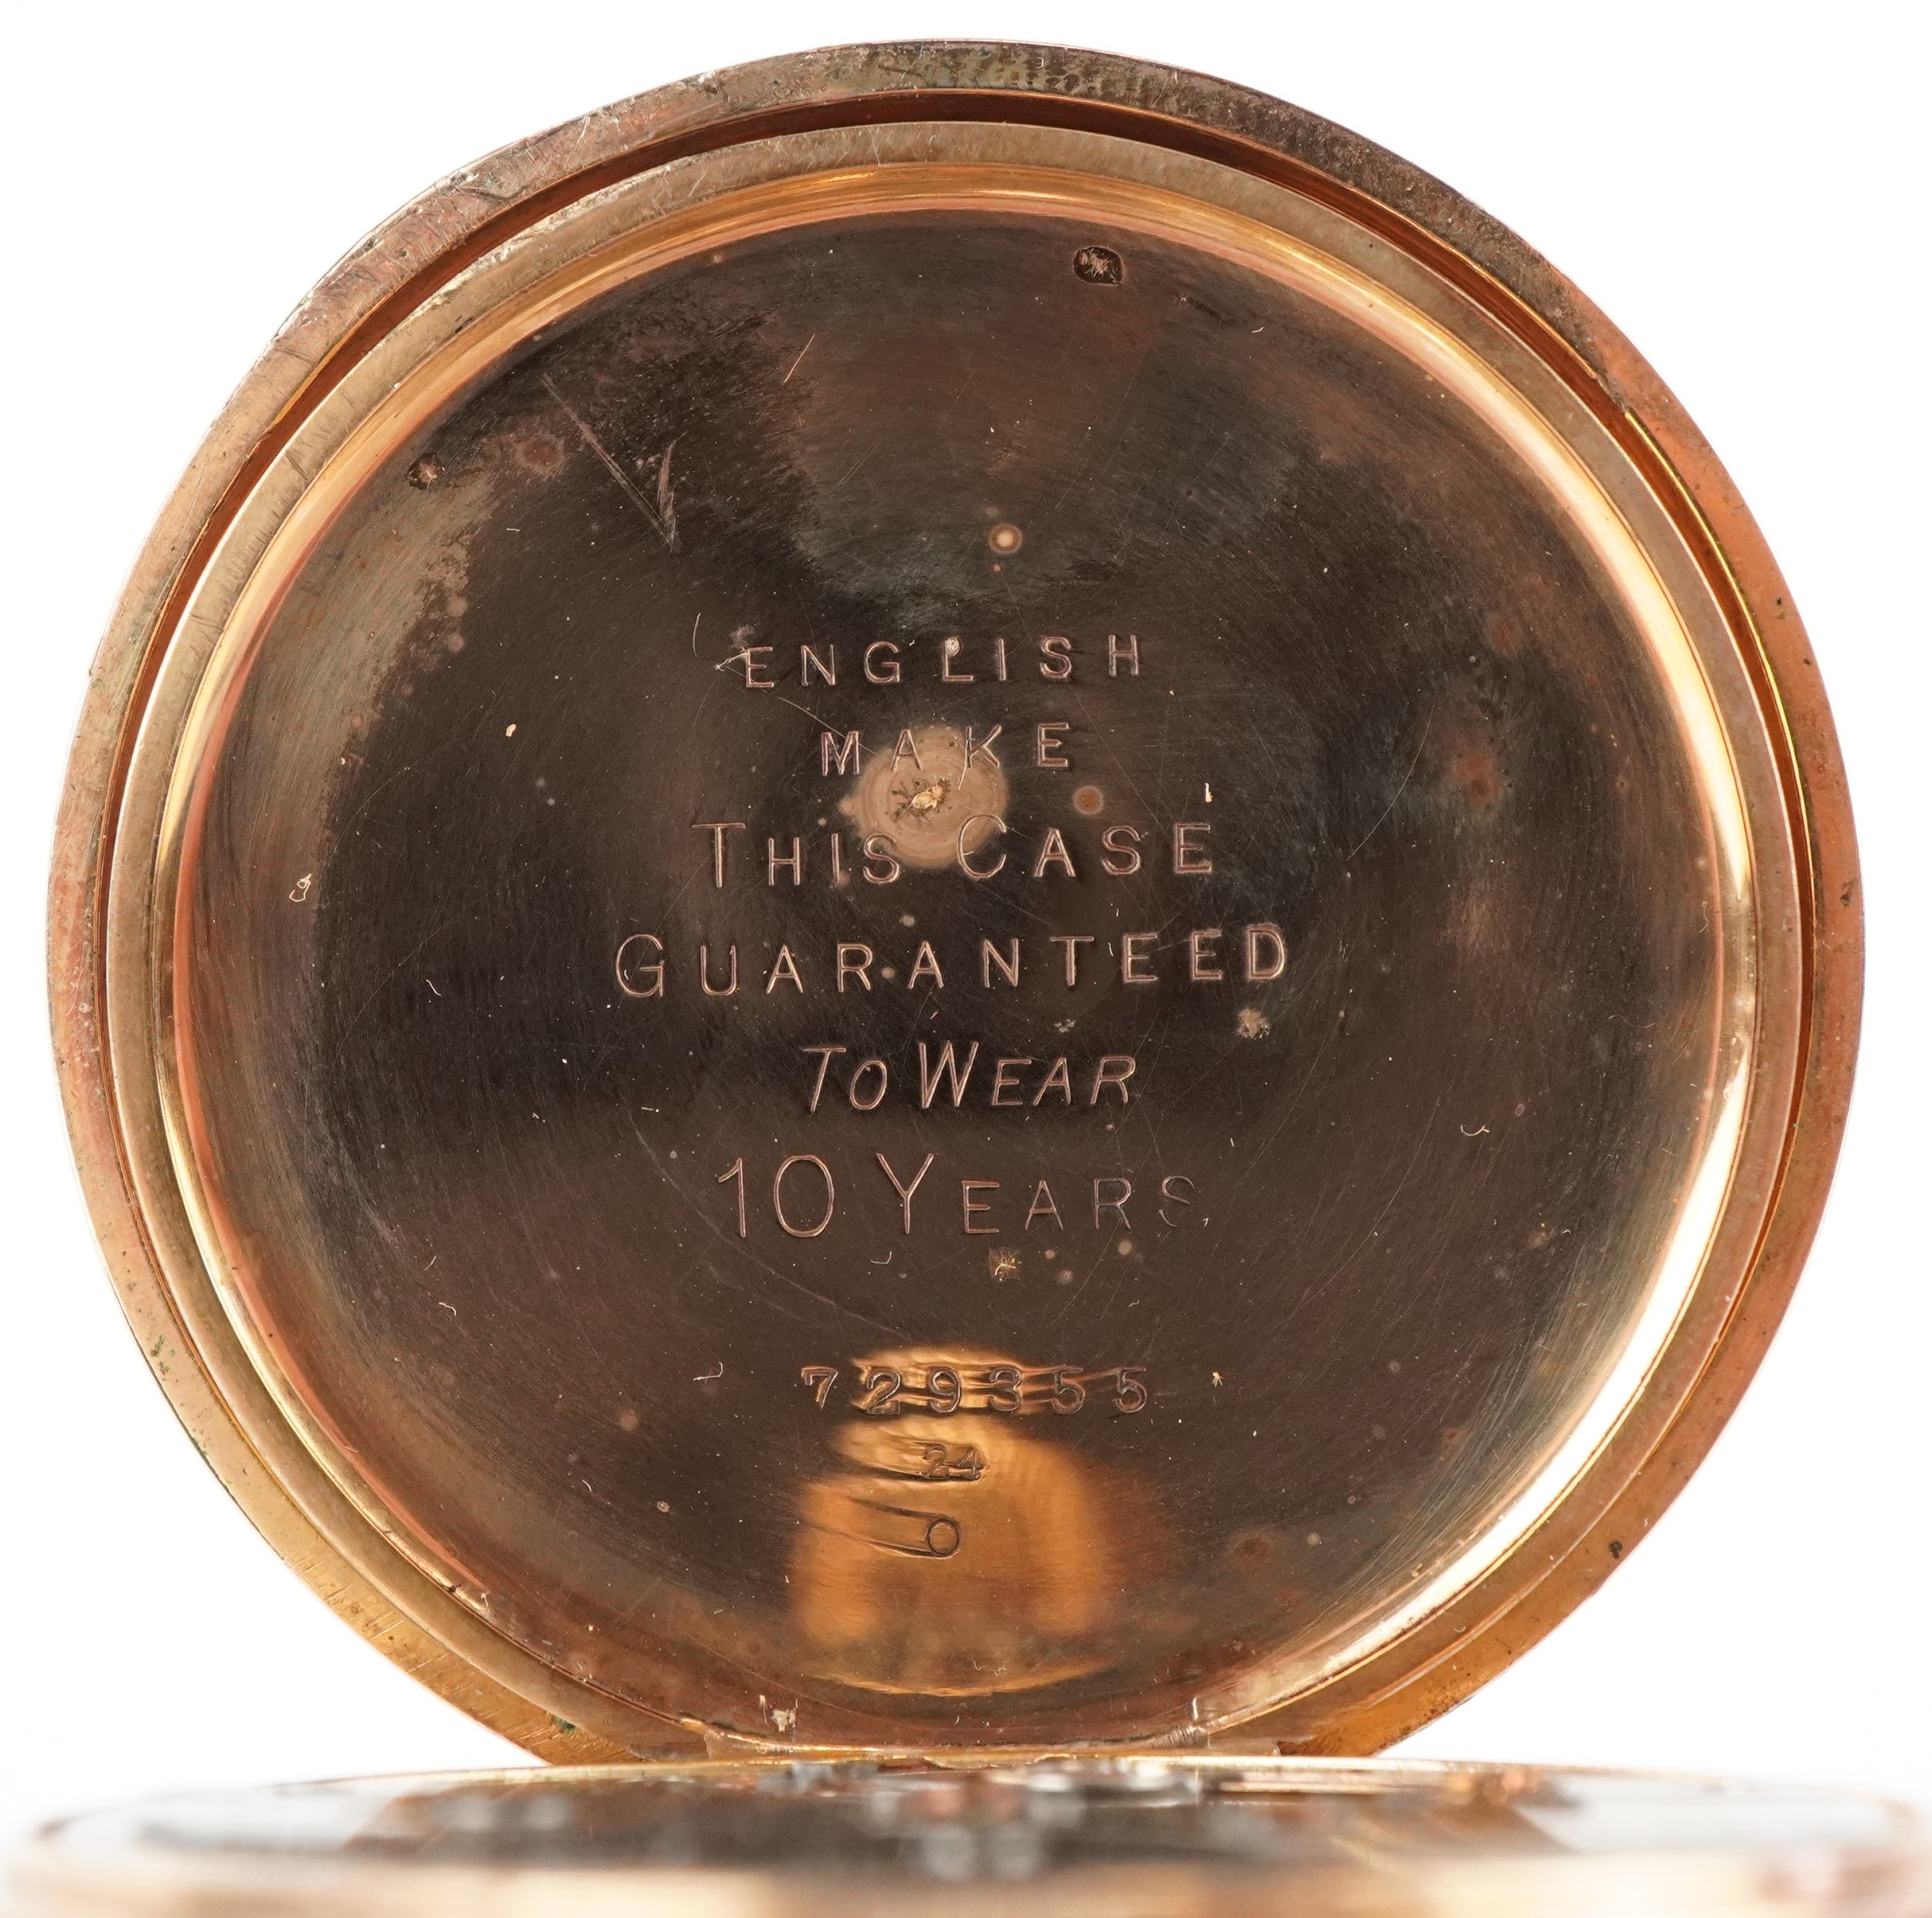 ENGLISH
MAKE
THIS CASE
GUARANTEED
TO WEAR
10 YEARS
729355
24